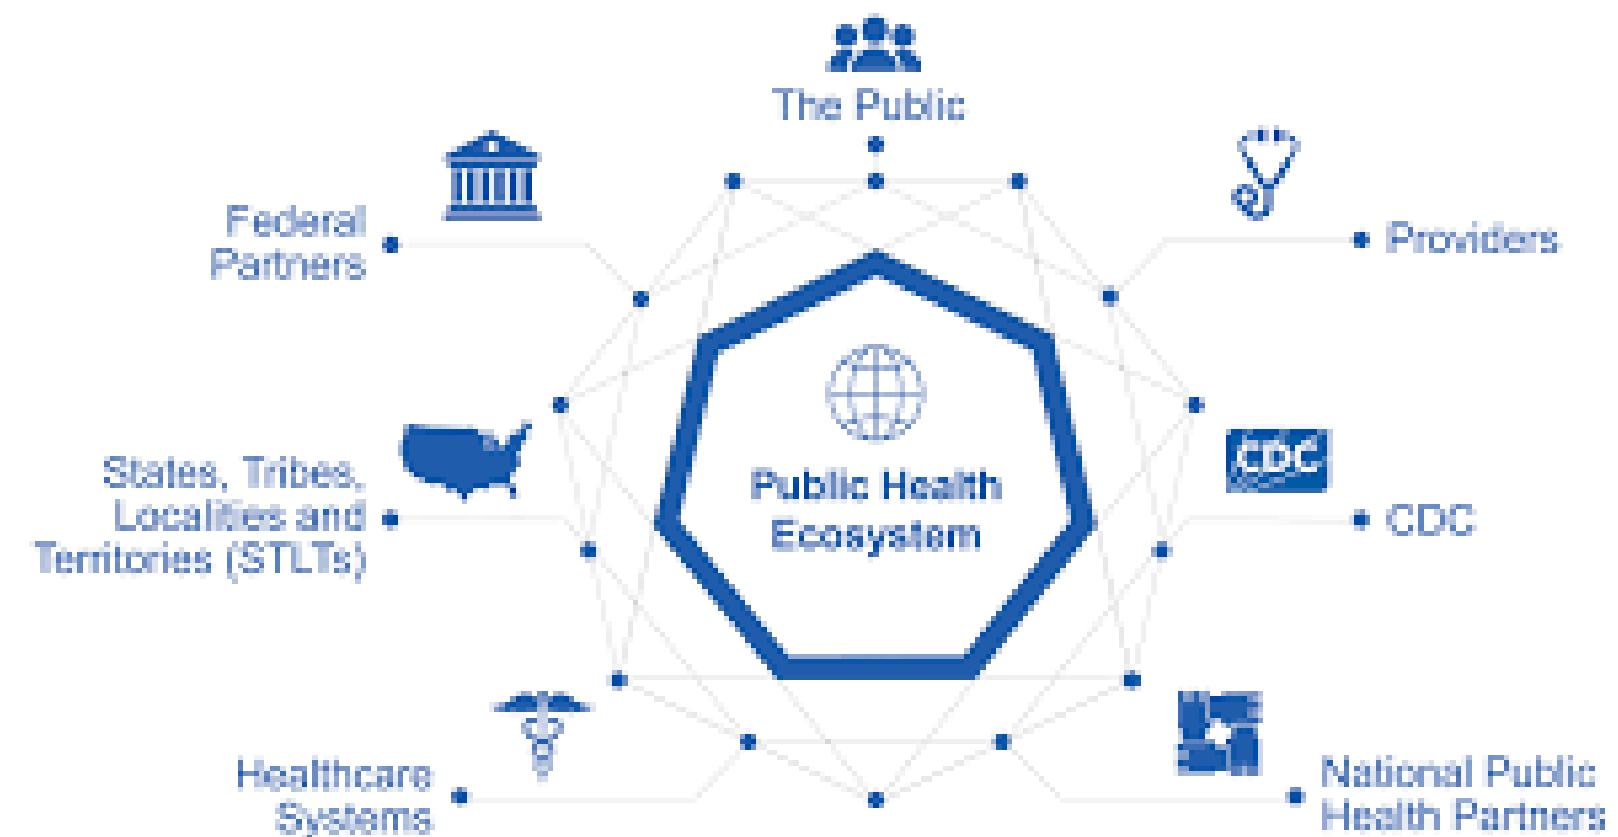 The Public
Federal
Partners
Providers
Public Health
Ecosystem
States, Tribes,
Localities and
Territories (STLTs)
CDC
CDC
Healthcare
Systems
National Public
Health Partners